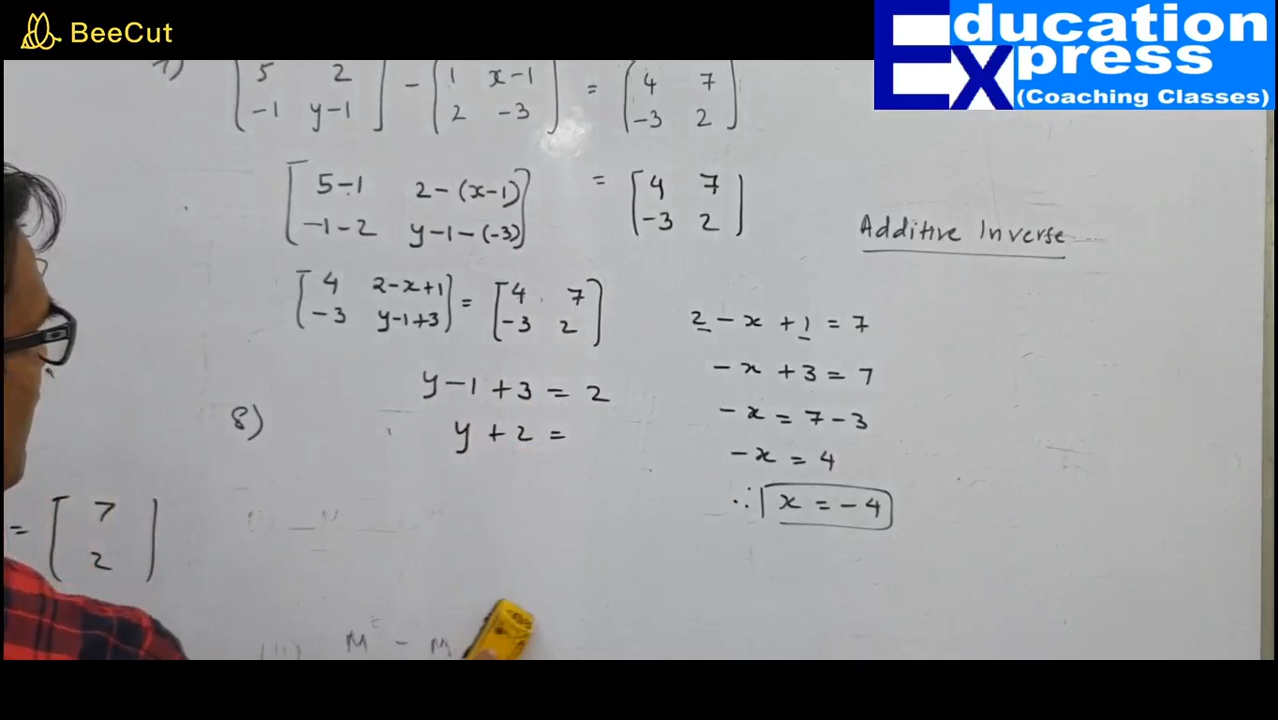 BeeCut
Education
Express
(Coaching Classes)
7)
[ 5 2 ] - [ 1 x-1 ] = [ 4 7 ]
[ -1 y-1 ] [ 2 -3 ] [ -3 2 ]
[ 5-1 2-(x-1) ] = [ 4 7 ]
[ -1-2 y-1-(-3) ] [ -3 2 ]
Additive Inverse
[ 4 2-x+1 ] = [ 4 7 ]
[ -3 y-1+3 ] [ -3 2 ]
y-1+3=2
8) y+2=
2-x+1=7
-x+3=7
-x=7-3
-x=4
∴ x=-4
= [ 7 ]
[ 2 ]
M - M